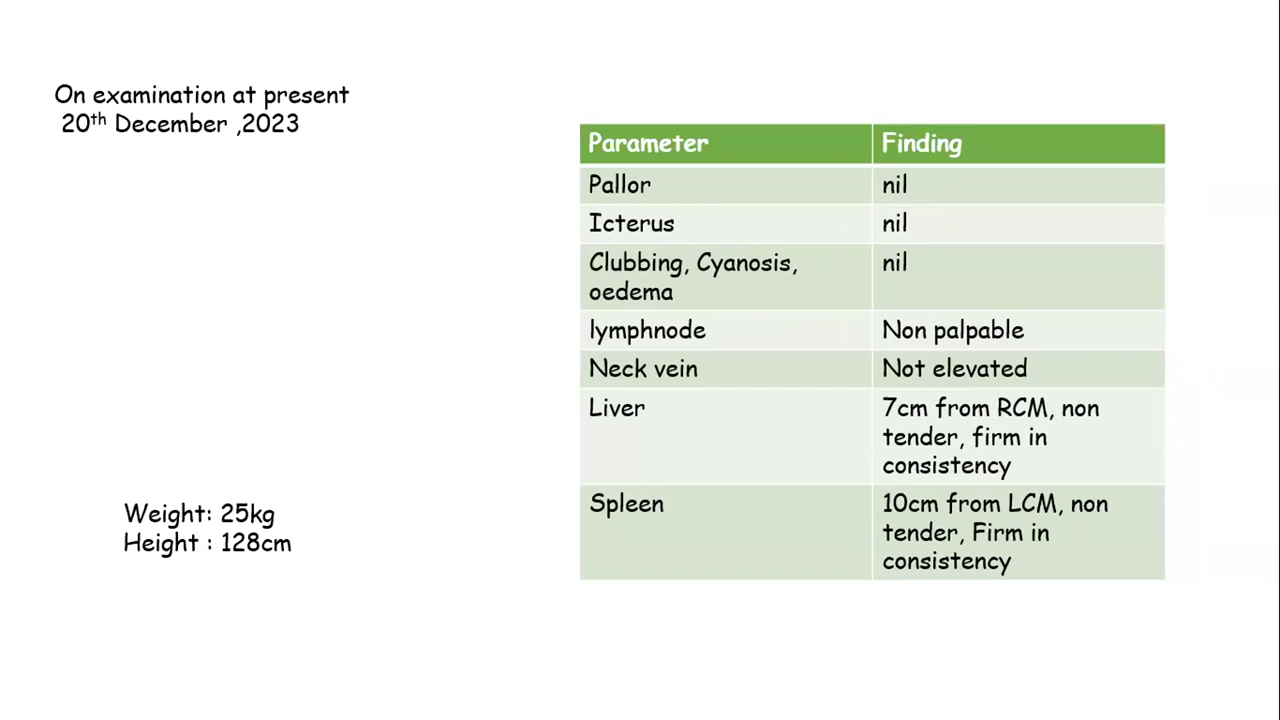 On examination at present
20th December ,2023
Parameter Finding
Pallor nil
Icterus nil
Clubbing, Cyanosis, nil
oedema
lymphnode Non palpable
Neck vein Not elevated
Liver 7cm from RCM, non
tender, firm in
consistency
Spleen 10cm from LCM, non
tender, Firm in
consistency
Weight: 25kg
Height : 128cm